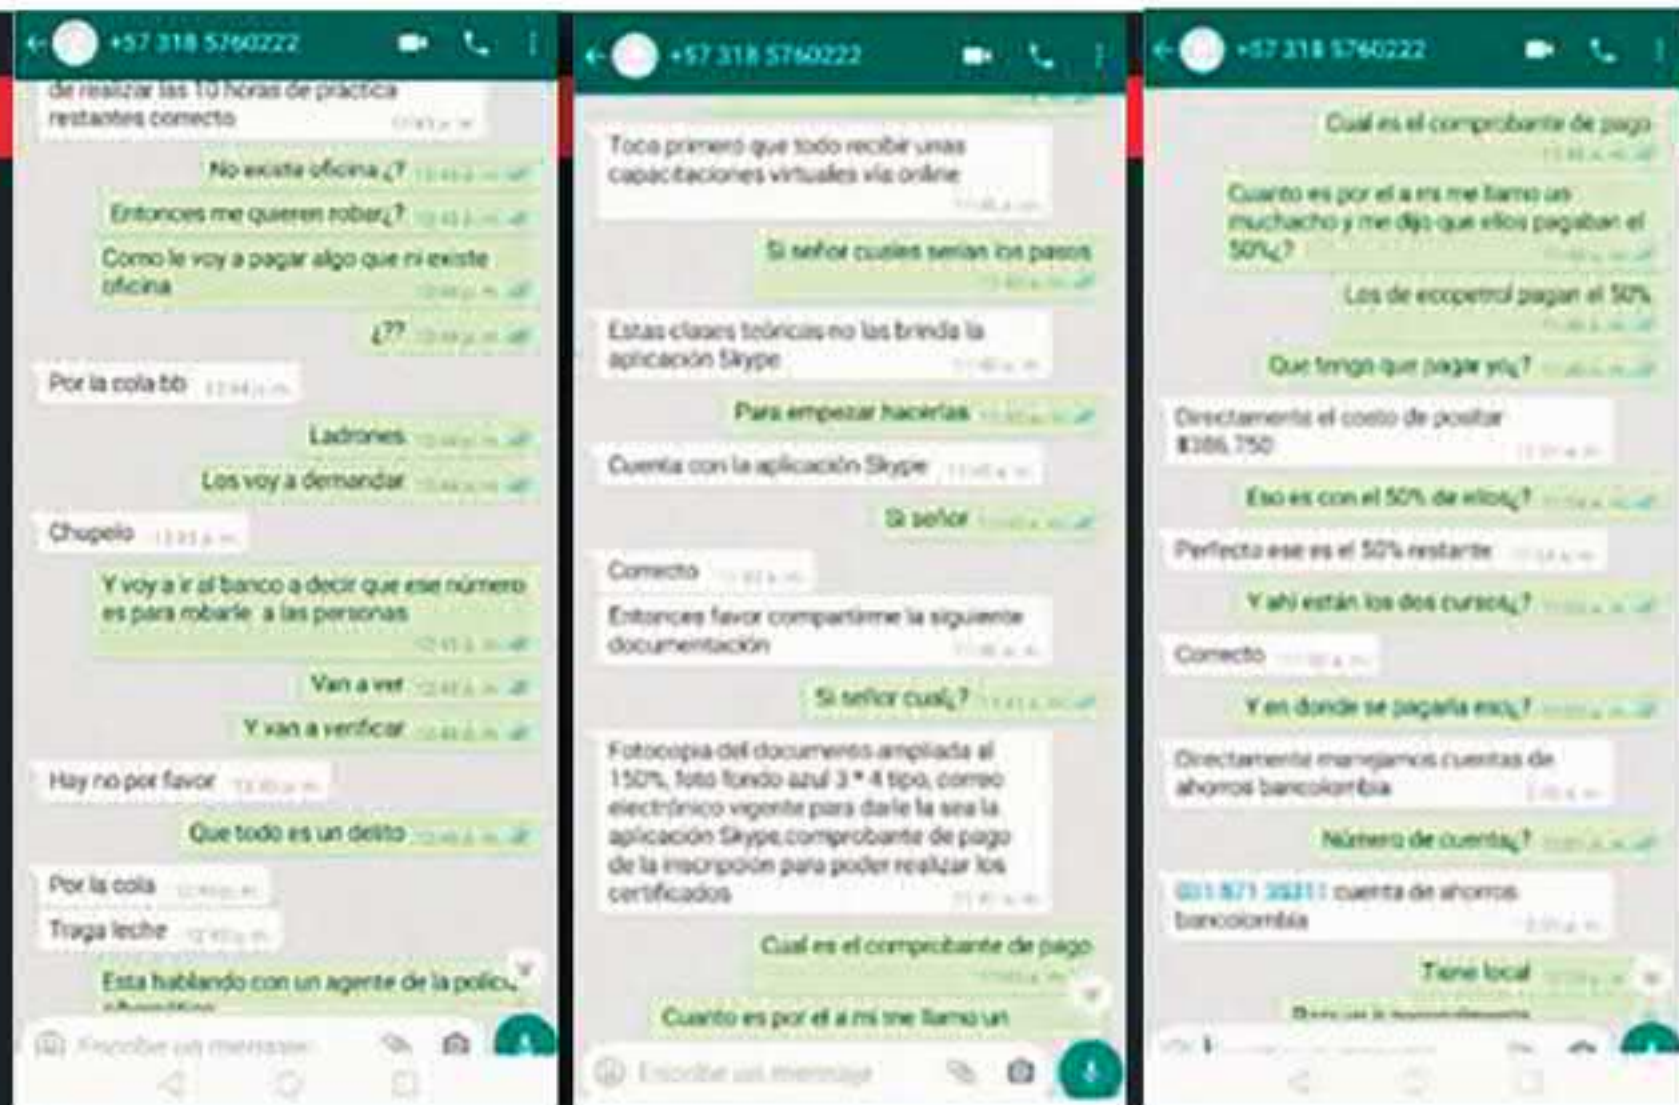 +57 318 5760222
de realizar las 10 horas de práctica
restantes correcto
No existe oficina ¿?
Entonces me quieren robar¿?
Como le voy a pagar algo que ni existe
oficina
¿??
Por la cola bb
Ladrones
Los voy a demandar
Chupelo
Y voy a ir al banco a decir que ese número
es para robarle a las personas
Van a ver
Y van a verificar
Hay no por favor
Que todo es un delito
Por la cola
Traga leche
Esta hablando con un agente de la policí
Escribe un mensaje
+57 318 5760222
Toca primero que todo recibir unas
capacitaciones virtuales vía online
Si señor cuales serían los pasos
Estas clases teóricas no las brinda la
aplicación Skype
Para empezar hacerlas
Cuenta con la aplicación Skype
Si señor
Correcto
Entonces favor compartirme la siguiente
documentación
Si señor cual¿?
Fotocopia del documento ampliada al
150%, foto fondo azul 3 * 4 tipo, correo
electrónico vigente para darle la sea la
aplicación Skype,comprobante de pago
de la inscripción para poder realizar los
certificados
Cual es el comprobante de pago
Cuanto es por el a mi me llamo un
Escribe un mensaje
+57 318 5760222
Cual es el comprobante de pago
Cuanto es por el a mi me llamo un
muchacho y me dijo que ellos pagaban el
50%¿?
Los de ecopetrol pagan el 50%
Que tengo que pagar yo¿?
Directamente el costo de
$386,750
Eso es con el 50% de ellos¿?
Perfecto ese es el 50% restante
Y ahí están los dos cursos¿?
Correcto
Y en donde se pagaría eso¿?
Directamente manejamos cuentas de
ahorros bancolombia
Número de cuenta¿?
cuenta de ahorros
bancolombia
Tiene local